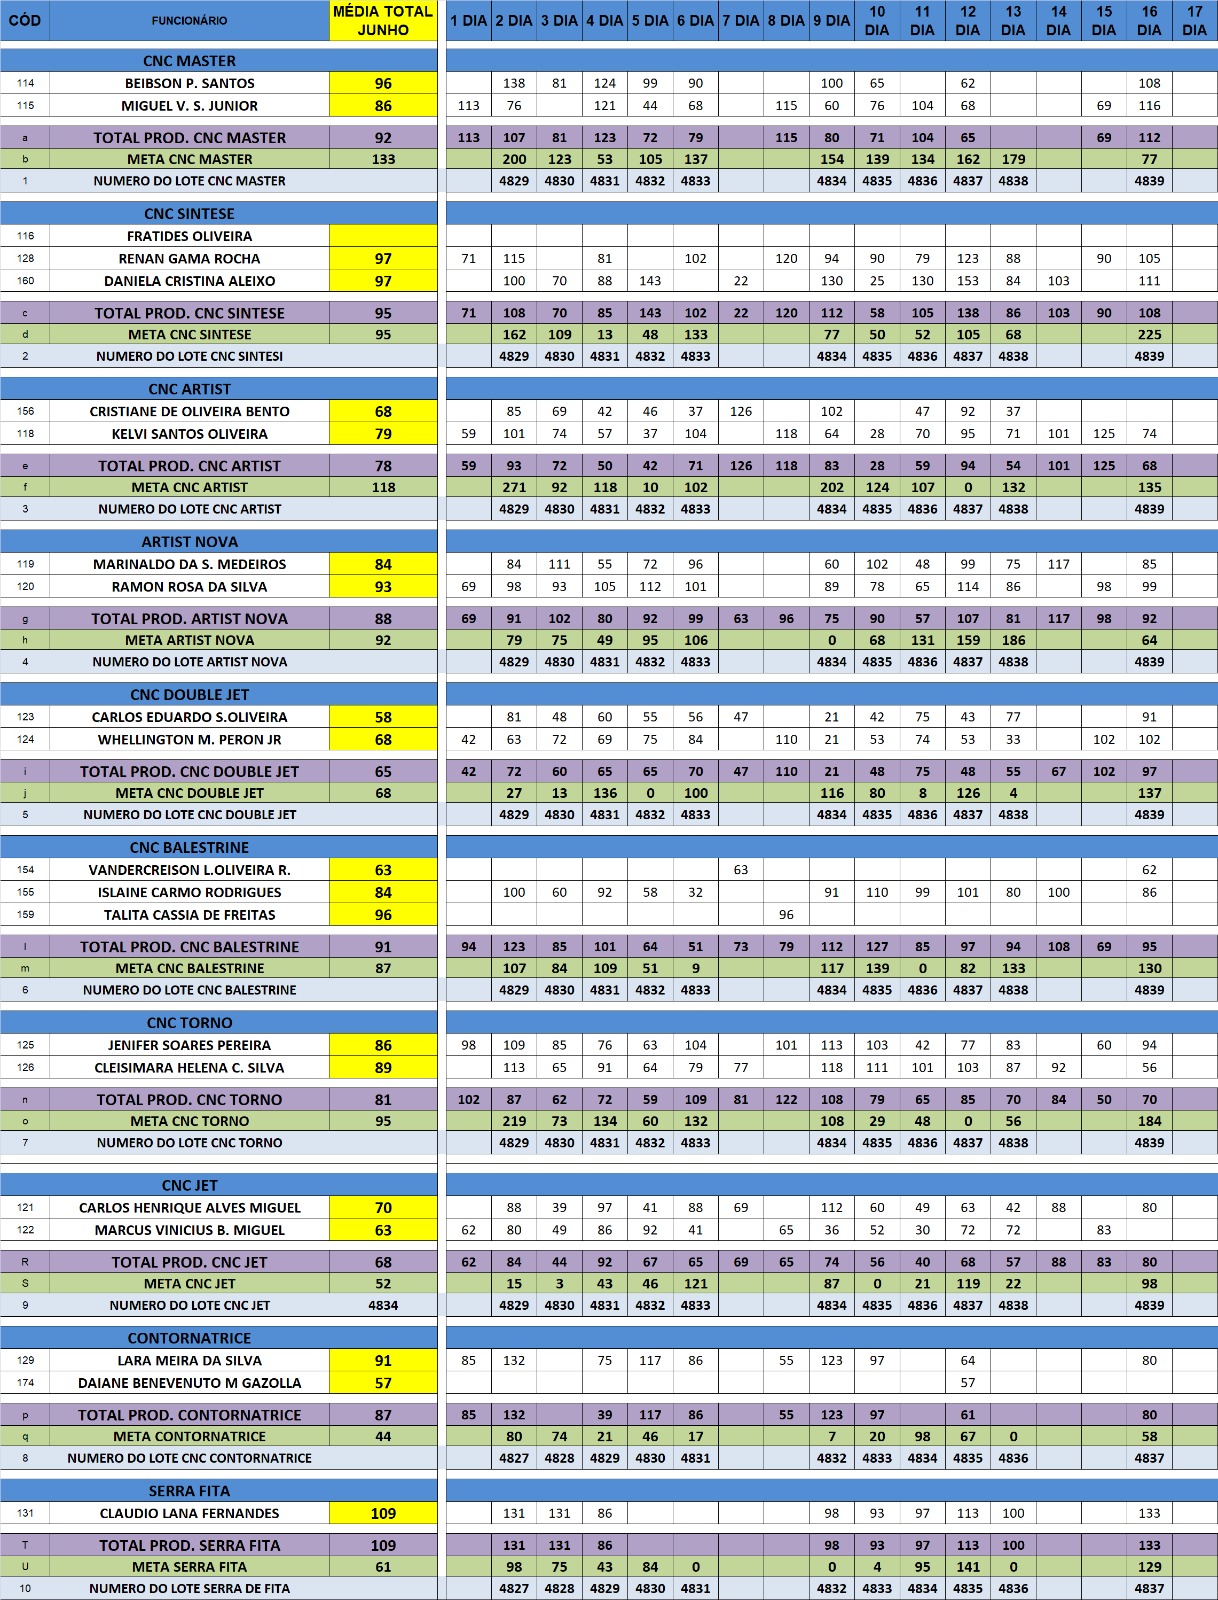 CÓD FUNCIONÁRIO MÉDIA TOTAL JUNHO 1 DIA 2 DIA 3 DIA 4 DIA 5 DIA 6 DIA 7 DIA 8 DIA 9 DIA 10 DIA 11 DIA 12 DIA 13 DIA 14 DIA 15 DIA 16 DIA 17 DIA
CNC MASTER
114 BEIBSON P. SANTOS 96 138 81 124 99 90 100 65 62 108
115 MIGUEL V. S. JUNIOR 86 113 76 121 44 68 115 60 76 104 68 69 116
a TOTAL PROD. CNC MASTER 92 113 107 81 123 72 79 115 80 71 104 65 69 112
b META CNC MASTER 133 200 123 53 105 137 154 139 134 162 179 77
1 NUMERO DO LOTE CNC MASTER 4829 4830 4831 4832 4833 4834 4835 4836 4837 4838 4839
CNC SINTESE
116 FRATIDES OLIVEIRA
128 RENAN GAMA ROCHA 97 71 115 81 102 120 94 90 79 123 88 90 105
160 DANIELA CRISTINA ALEIXO 97 100 70 88 143 22 130 25 130 153 84 103 111
c TOTAL PROD. CNC SINTESE 95 71 108 70 85 143 102 22 120 112 58 105 138 86 103 90 108
d META CNC SINTESE 95 162 109 13 48 133 77 50 52 105 68 225
2 NUMERO DO LOTE CNC SINTESI 4829 4830 4831 4832 4833 4834 4835 4836 4837 4838 4839
CNC ARTIST
156 CRISTIANE DE OLIVEIRA BENTO 68 85 69 42 46 37 126 102 47 92 37
118 KELVI SANTOS OLIVEIRA 79 59 101 74 57 37 104 118 64 28 70 95 71 101 125 74
e TOTAL PROD. CNC ARTIST 78 59 93 72 50 42 71 126 118 83 28 59 94 54 101 125 68
f META CNC ARTIST 118 271 92 118 10 102 202 124 107 0 132 135
3 NUMERO DO LOTE CNC ARTIST 4829 4830 4831 4832 4833 4834 4835 4836 4837 4838 4839
ARTIST NOVA
119 MARINALDO DA S. MEDEIROS 84 84 111 55 72 96 60 102 48 99 75 117 85
120 RAMON ROSA DA SILVA 93 69 98 93 105 112 101 89 78 65 114 86 98 99
g TOTAL PROD. ARTIST NOVA 88 69 91 102 80 92 99 63 96 75 90 57 107 81 117 98 92
h META ARTIST NOVA 92 79 75 49 95 106 0 68 131 159 186 64
4 NUMERO DO LOTE ARTIST NOVA 4829 4830 4831 4832 4833 4834 4835 4836 4837 4838 4839
CNC DOUBLE JET
123 CARLOS EDUARDO S.OLIVEIRA 58 81 48 60 55 56 47 21 42 75 43 77 91
124 WHELLINGTON M. PERON JR 68 42 63 72 69 75 84 110 21 53 74 53 33 102 102
i TOTAL PROD. CNC DOUBLE JET 65 42 72 60 65 65 70 47 110 21 48 75 48 55 67 102 97
j META CNC DOUBLE JET 68 27 13 136 0 100 116 80 8 126 4 137
5 NUMERO DO LOTE CNC DOUBLE JET 4829 4830 4831 4832 4833 4834 4835 4836 4837 4838 4839
CNC BALESTRINE
154 VANDERCREISON L.OLIVEIRA R. 63 63 62
155 ISLAINE CARMO RODRIGUES 84 100 60 92 58 32 91 110 99 101 80 100 86
159 TALITA CASSIA DE FREITAS 96 96
l TOTAL PROD. CNC BALESTRINE 91 94 123 85 101 64 51 73 79 112 127 85 97 94 108 69 95
m META CNC BALESTRINE 87 107 84 109 51 9 117 139 0 82 133 130
6 NUMERO DO LOTE CNC BALESTRINE 4829 4830 4831 4832 4833 4834 4835 4836 4837 4838 4839
CNC TORNO
125 JENIFER SOARES PEREIRA 86 98 109 85 76 63 104 101 113 103 42 77 83 60 94
126 CLEISIMARA HELENA C. SILVA 89 113 65 91 64 79 77 118 111 101 103 87 92 56
n TOTAL PROD. CNC TORNO 81 102 87 62 72 59 109 81 122 108 79 65 85 70 84 50 70
o META CNC TORNO 95 219 73 134 60 132 108 29 48 0 56 184
7 NUMERO DO LOTE CNC TORNO 4829 4830 4831 4832 4833 4834 4835 4836 4837 4838 4839
CNC JET
121 CARLOS HENRIQUE ALVES MIGUEL 70 88 39 97 41 88 69 112 60 49 63 42 88 80
122 MARCUS VINICIUS B. MIGUEL 63 62 80 49 86 92 41 65 36 52 30 72 72 83
R TOTAL PROD. CNC JET 68 62 84 44 92 67 65 69 65 74 56 40 68 57 88 83 80
S META CNC JET 52 15 3 43 46 121 87 0 21 119 22 98
9 NUMERO DO LOTE CNC JET 4834 4829 4830 4831 4832 4833 4834 4835 4836 4837 4838 4839
CONTORNATRICE
129 LARA MEIRA DA SILVA 91 85 132 75 117 86 55 123 97 64 80
174 DAIANE BENEVENUTO M GAZOLLA 57 57
p TOTAL PROD. CONTORNATRICE 87 85 132 39 117 86 55 123 97 61 80
q META CONTORNATRICE 44 80 74 21 46 17 7 20 98 67 0 58
8 NUMERO DO LOTE CNC CONTORNATRICE 4827 4828 4829 4830 4831 4832 4833 4834 4835 4836 4837
SERRA FITA
131 CLAUDIO LANA FERNANDES 109 131 131 86 98 93 97 113 100 133
T TOTAL PROD. SERRA FITA 109 131 131 86 98 93 97 113 100 133
U META SERRA FITA 61 98 75 43 84 0 0 4 95 141 0 129
10 NUMERO DO LOTE SERRA DE FITA 4827 4828 4829 4830 4831 4832 4833 4834 4835 4836 4837